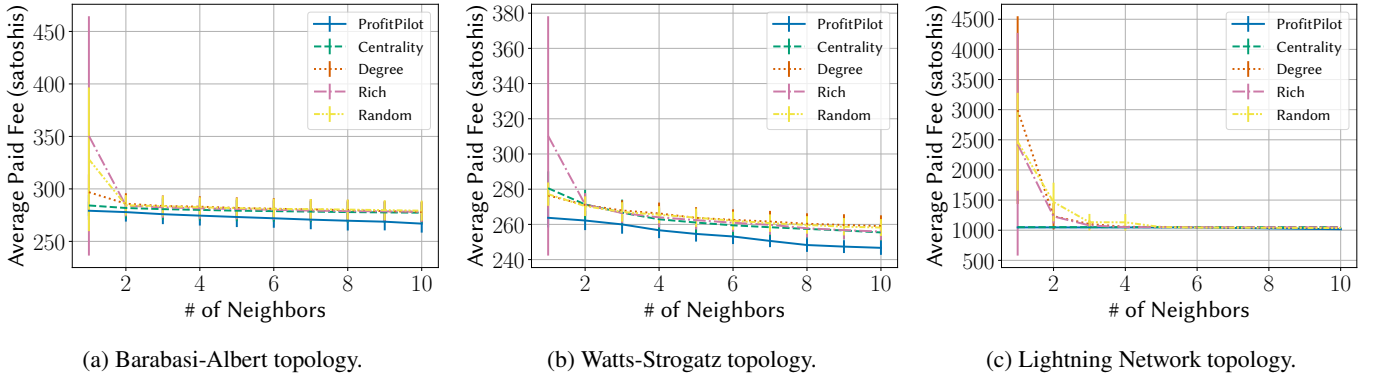 Average Paid Fee (satoshis)
450
400
350
300
250
2
4
6
8
10
# of Neighbors
ProfitPilot
Centrality
Degree
Rich
Random
(a) Barabasi-Albert topology.
Average Paid Fee (satoshis)
380
360
340
320
300
280
260
240
2
4
6
8
10
# of Neighbors
ProfitPilot
Centrality
Degree
Rich
Random
(b) Watts-Strogatz topology.
Average Paid Fee (satoshis)
4500
4000
3500
3000
2500
2000
1500
1000
500
2
4
6
8
10
# of Neighbors
ProfitPilot
Centrality
Degree
Rich
Random
(c) Lightning Network topology.